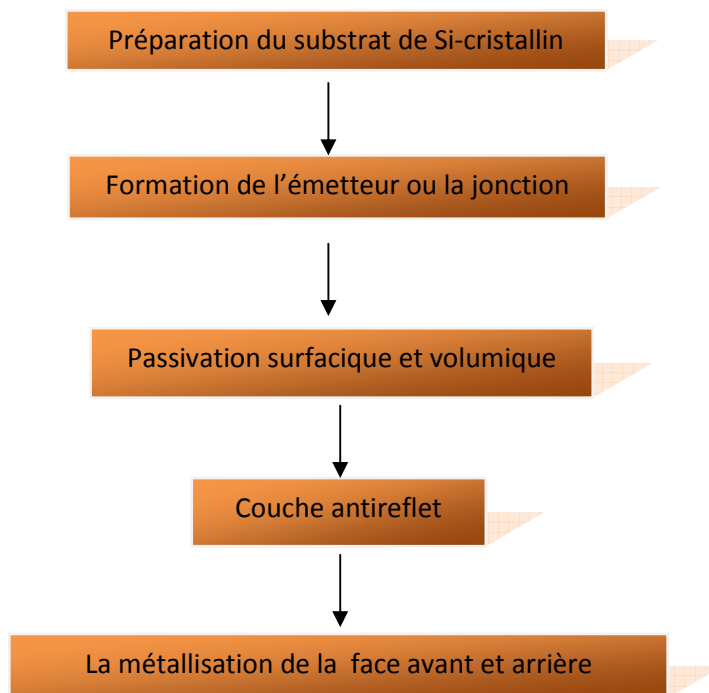 Préparation du substrat de Si-cristallin
Formation de l’émetteur ou la jonction
Passivation surfacique et volumique
Couche antireflet
La métallisation de la  face avant et arrière